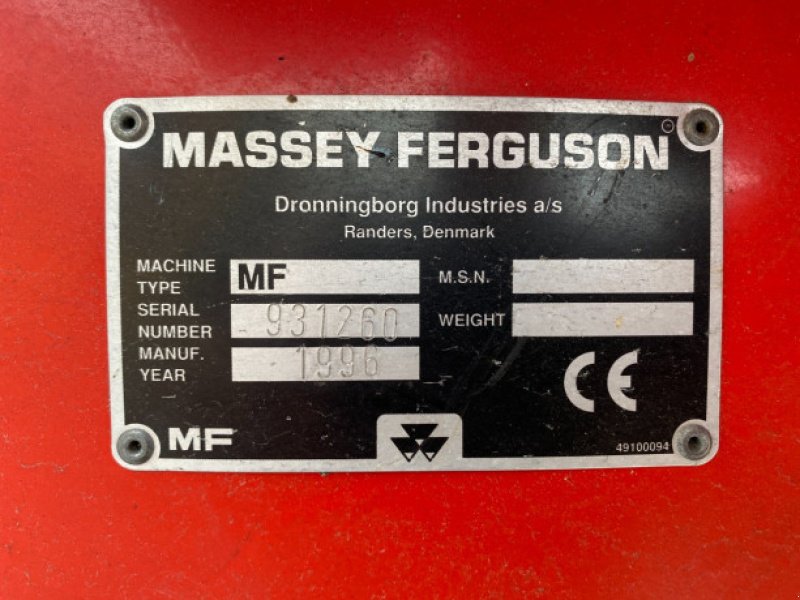 MASSEY FERGUSON
Dronningborg Industries a/s
Randers, Denmark
MACHINE TYPE MF
M.S.N.
SERIAL NUMBER 931260
WEIGHT
MANUF. YEAR 1996
CE
MF
49100094